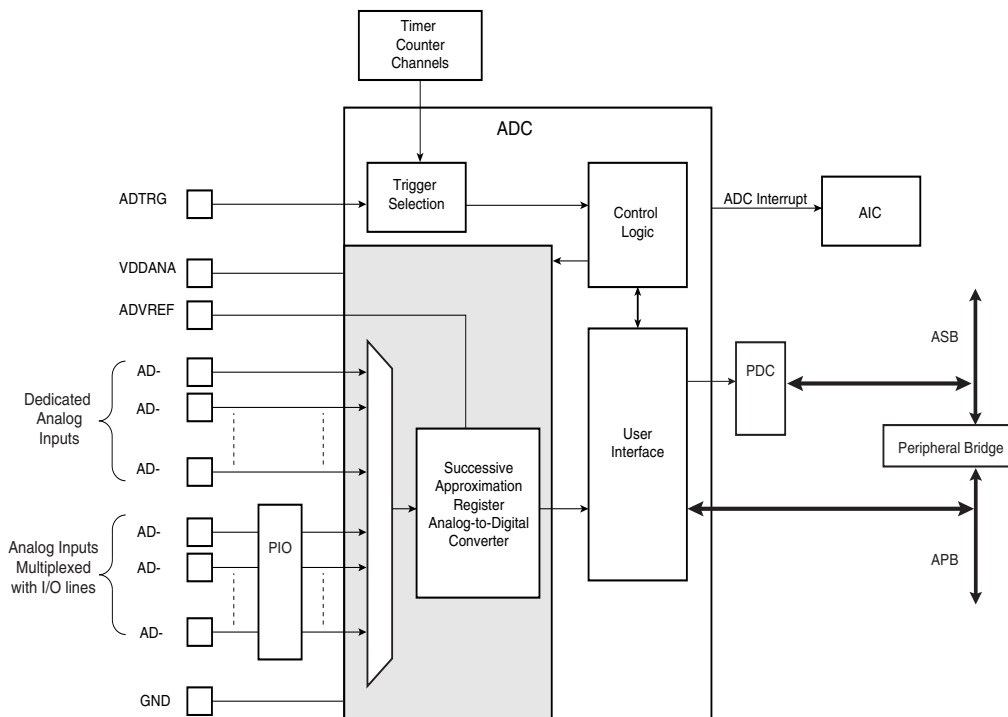 Timer
Counter
Channels
ADC
ADTRG
Trigger
Selection
Control
Logic
ADC Interrupt
AIC
VDDANA
ADVREF
ASB
Dedicated
Analog
Inputs
AD-
AD-
AD-
PDC
User
Interface
Peripheral Bridge
Successive
Approximation
Register
Analog-to-Digital
Converter
Analog Inputs
Multiplexed
with I/O lines
AD-
AD-
AD-
PIO
APB
GND